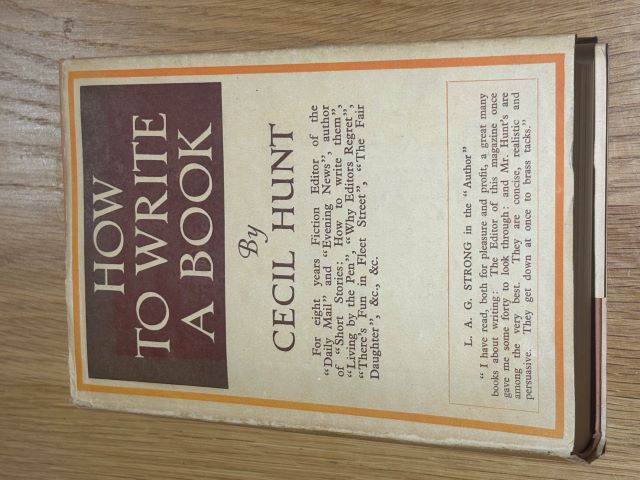 HOW
TO WRITE
A BOOK
By
CECIL HUNT
For eight years Fiction Editor of the
"Daily Mail" and "Evening News", author
of "Short Stories: How to write them",
"Living by the Pen", "Why Editors Regret",
"There's Fun in Fleet Street", "The Fair
Daughter", &c., &c.
L. A. G. STRONG in the "Author"
"I have read, both for pleasure and profit, a great many
books about writing: The Editor of this magazine once
gave me some forty to look through: and Mr. Hunt's are
among the very best. They are concise, realistic and
persuasive. They get down at once to brass tacks."